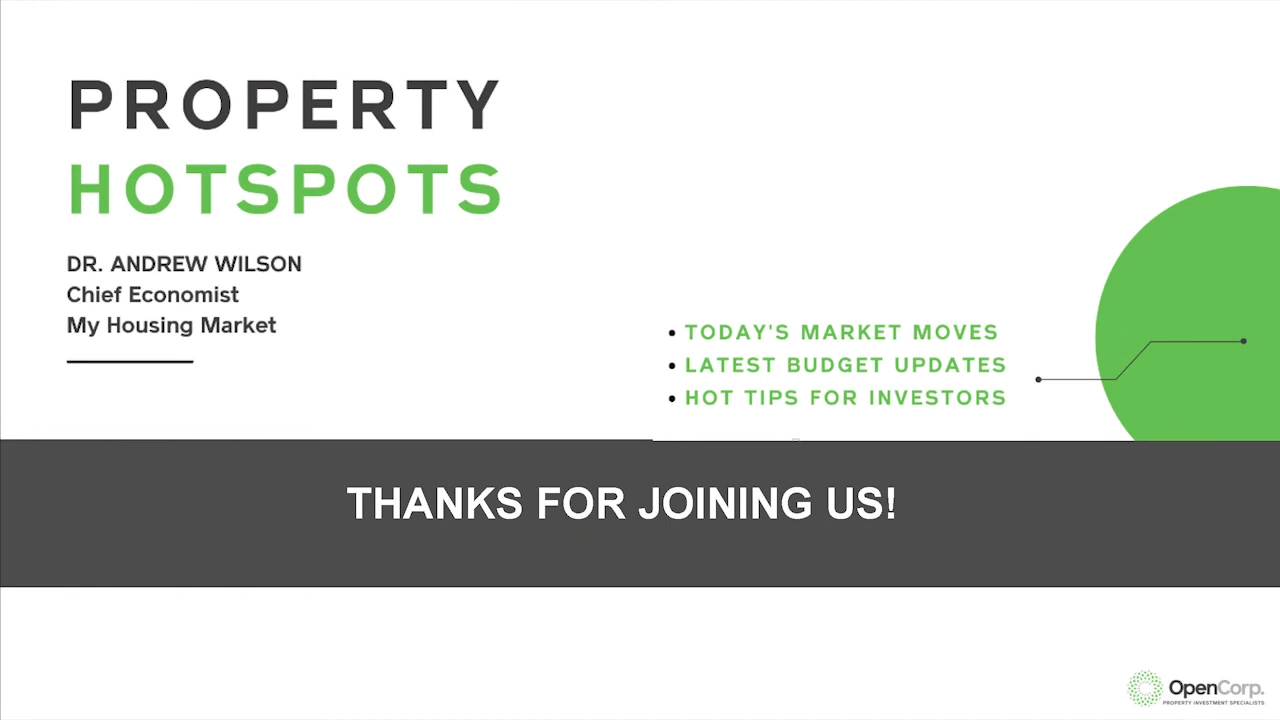 PROPERTY
HOTSPOTS
DR. ANDREW WILSON
Chief Economist
My Housing Market
• TODAY'S MARKET MOVES
• LATEST BUDGET UPDATES
• HOT TIPS FOR INVESTORS
THANKS FOR JOINING US!
OpenCorp.
PROPERTY INVESTMENT SPECIALISTS